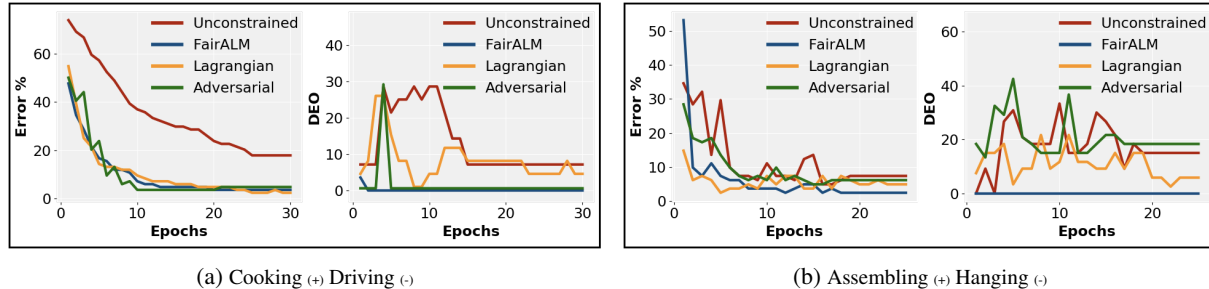 Error %
60
40
20
0
Unconstrained
FairALM
Lagrangian
Adversarial
0 10 20 30
Epochs
DEO
40
30
20
10
0
Unconstrained
FairALM
Lagrangian
Adversarial
0 10 20 30
Epochs
Error %
50
40
30
20
10
0
Unconstrained
FairALM
Lagrangian
Adversarial
0 10 20
Epochs
DEO
60
40
20
0
Unconstrained
FairALM
Lagrangian
Adversarial
0 10 20
Epochs
(a) Cooking (+) Driving (-)
(b) Assembling (+) Hanging (-)